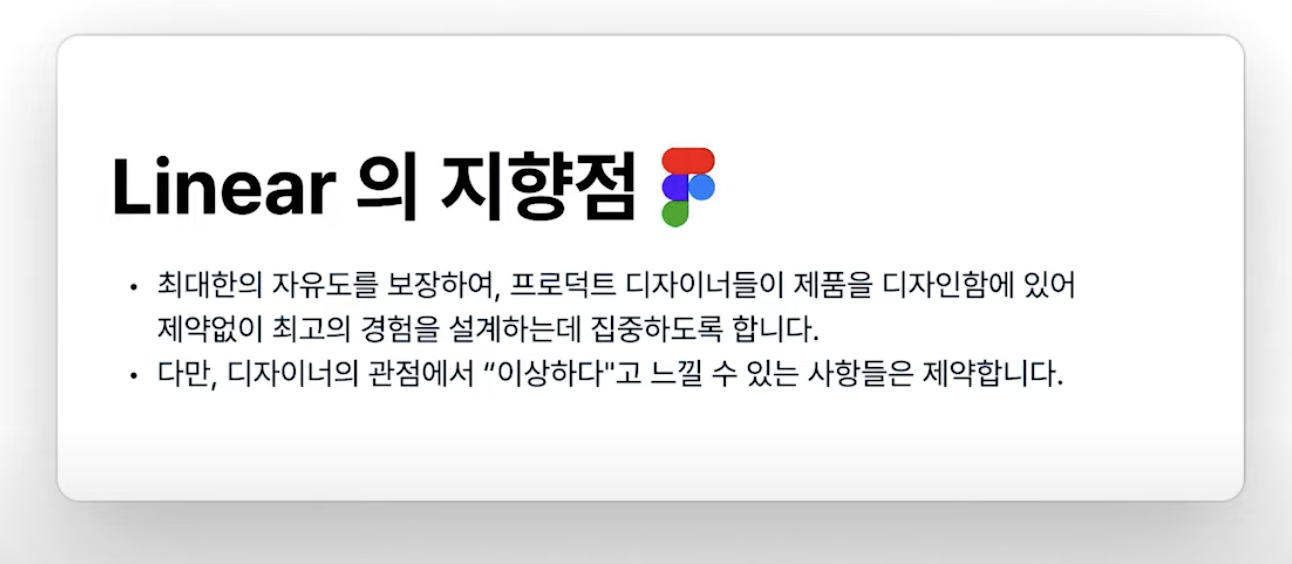 Linear 의 지향점
• 최대한의 자유도를 보장하여, 프로덕트 디자이너들이 제품을 디자인함에 있어
제약없이 최고의 경험을 설계하는데 집중하도록 합니다.
• 다만, 디자이너의 관점에서 “이상하다"고 느낄 수 있는 사항들은 제약합니다.